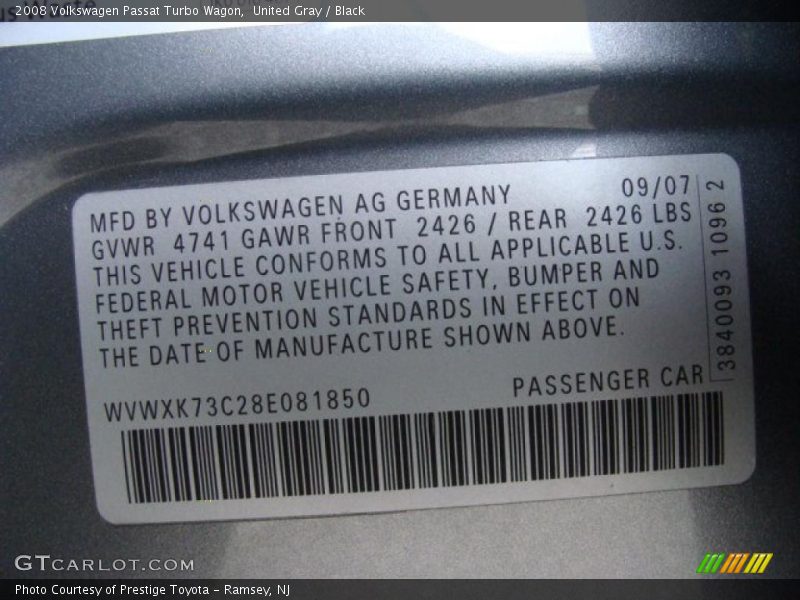 2008 Volkswagen Passat Turbo Wagon, United Gray / Black
MFD BY VOLKSWAGEN AG GERMANY 09/07
GVWR 4741 GAWR FRONT 2426 / REAR 2426 LBS
THIS VEHICLE CONFORMS TO ALL APPLICABLE U.S.
FEDERAL MOTOR VEHICLE SAFETY, BUMPER AND
THEFT PREVENTION STANDARDS IN EFFECT ON
THE DATE OF MANUFACTURE SHOWN ABOVE.
3840093 1096 2
WVWXK73C28E081850 PASSENGER CAR
GTCARLOT.COM
Photo Courtesy of Prestige Toyota - Ramsey, NJ